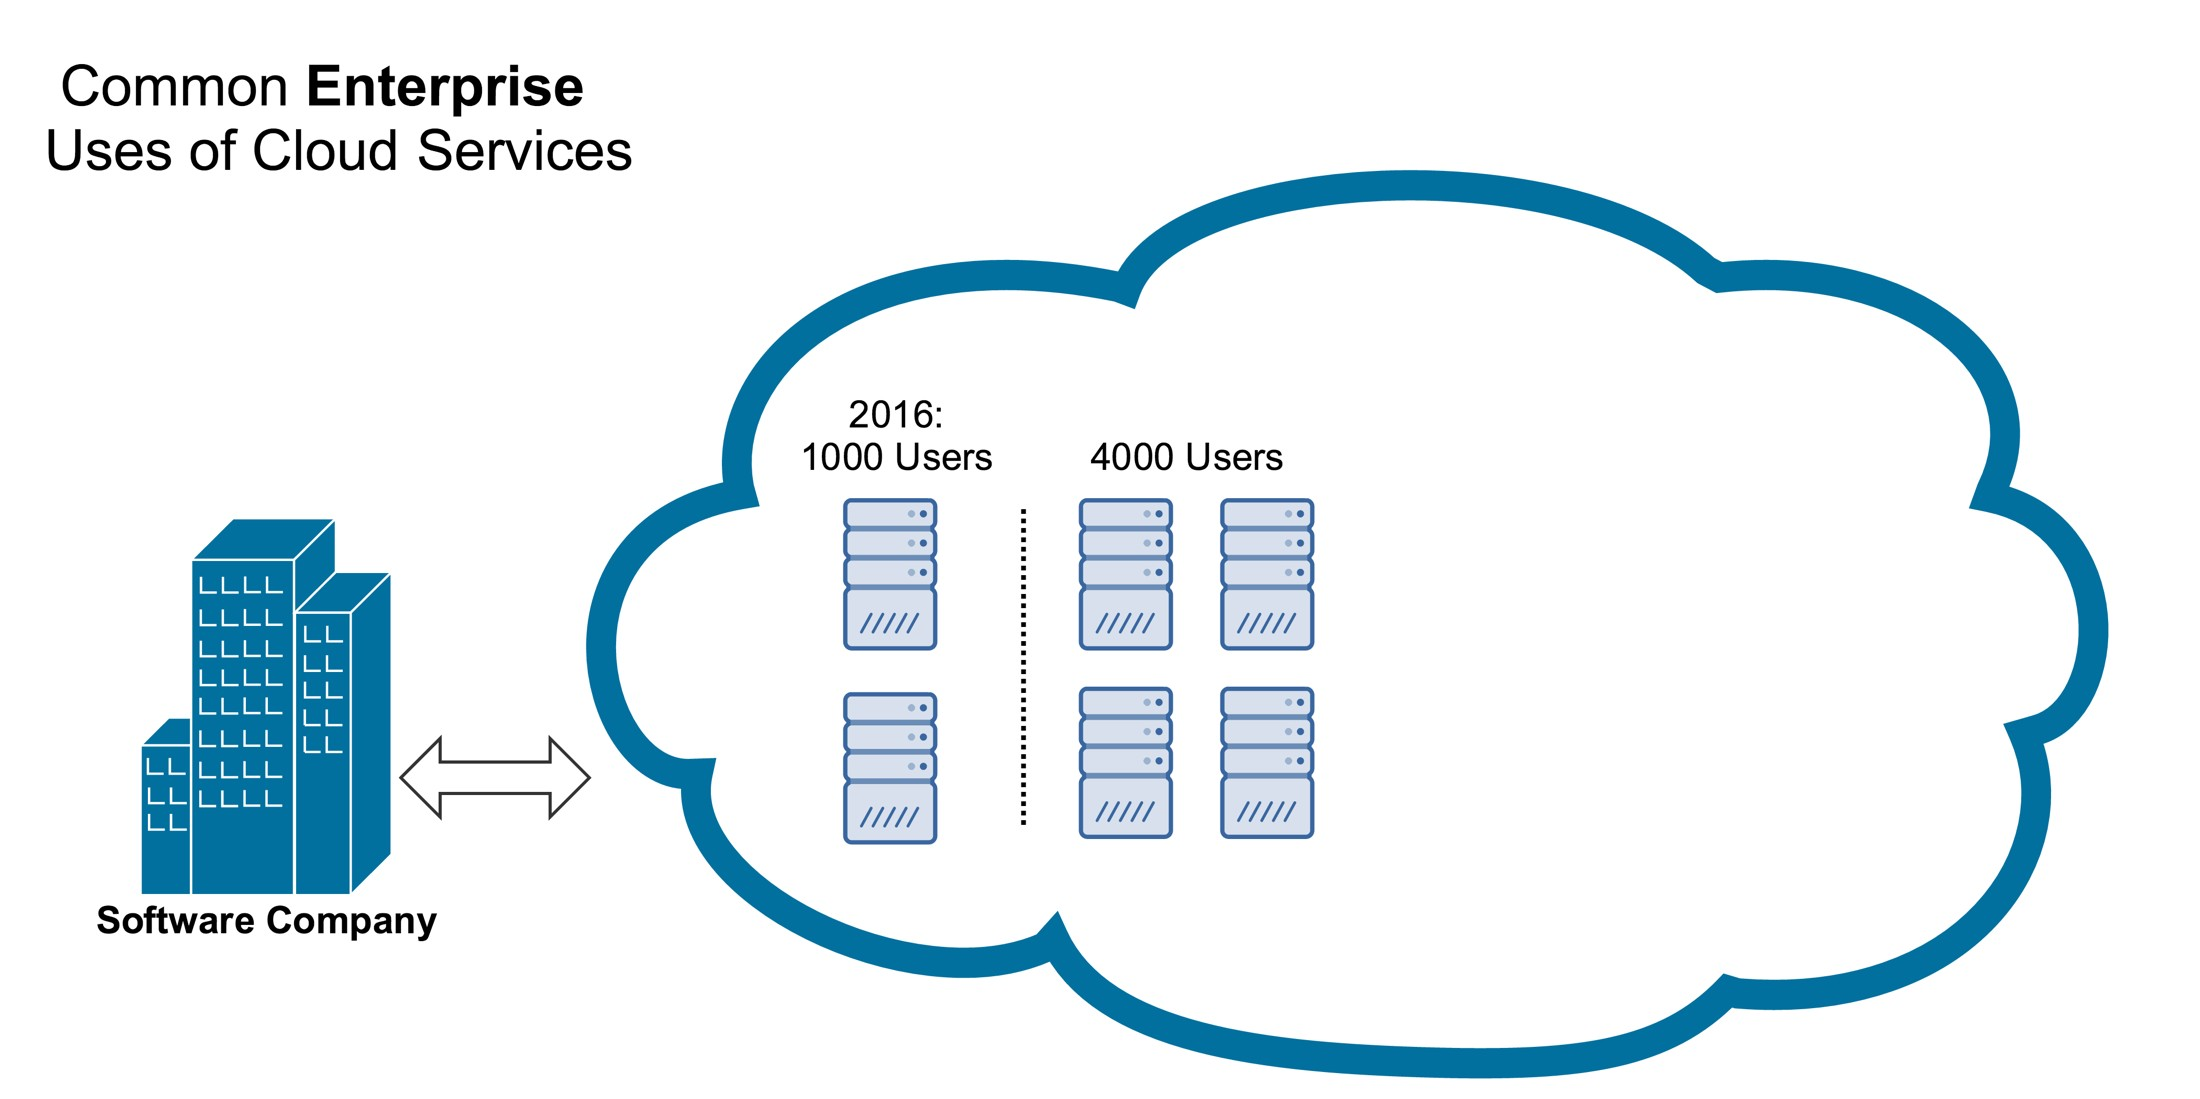 Common Enterprise
Uses of Cloud Services
2016:
1000 Users
4000 Users
Software Company